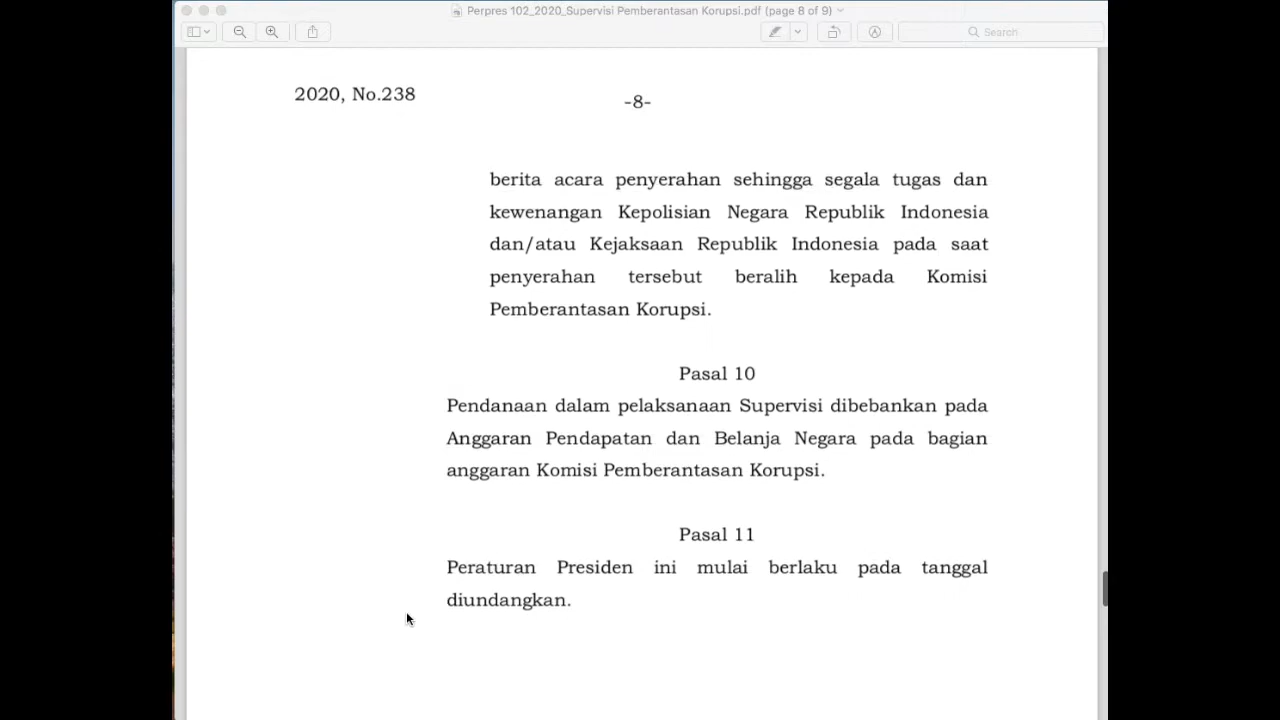 Perpres 102_2020_Supervisi Pemberantasan Korupsi.pdf (page 8 of 9)
Search
2020, No.238
-8-
berita acara penyerahan sehingga segala tugas dan
kewenangan Kepolisian Negara Republik Indonesia
dan/atau Kejaksaan Republik Indonesia pada saat
penyerahan tersebut beralih kepada Komisi
Pemberantasan Korupsi.
Pasal 10
Pendanaan dalam pelaksanaan Supervisi dibebankan pada
Anggaran Pendapatan dan Belanja Negara pada bagian
anggaran Komisi Pemberantasan Korupsi.
Pasal 11
Peraturan Presiden ini mulai berlaku pada tanggal
diundangkan.